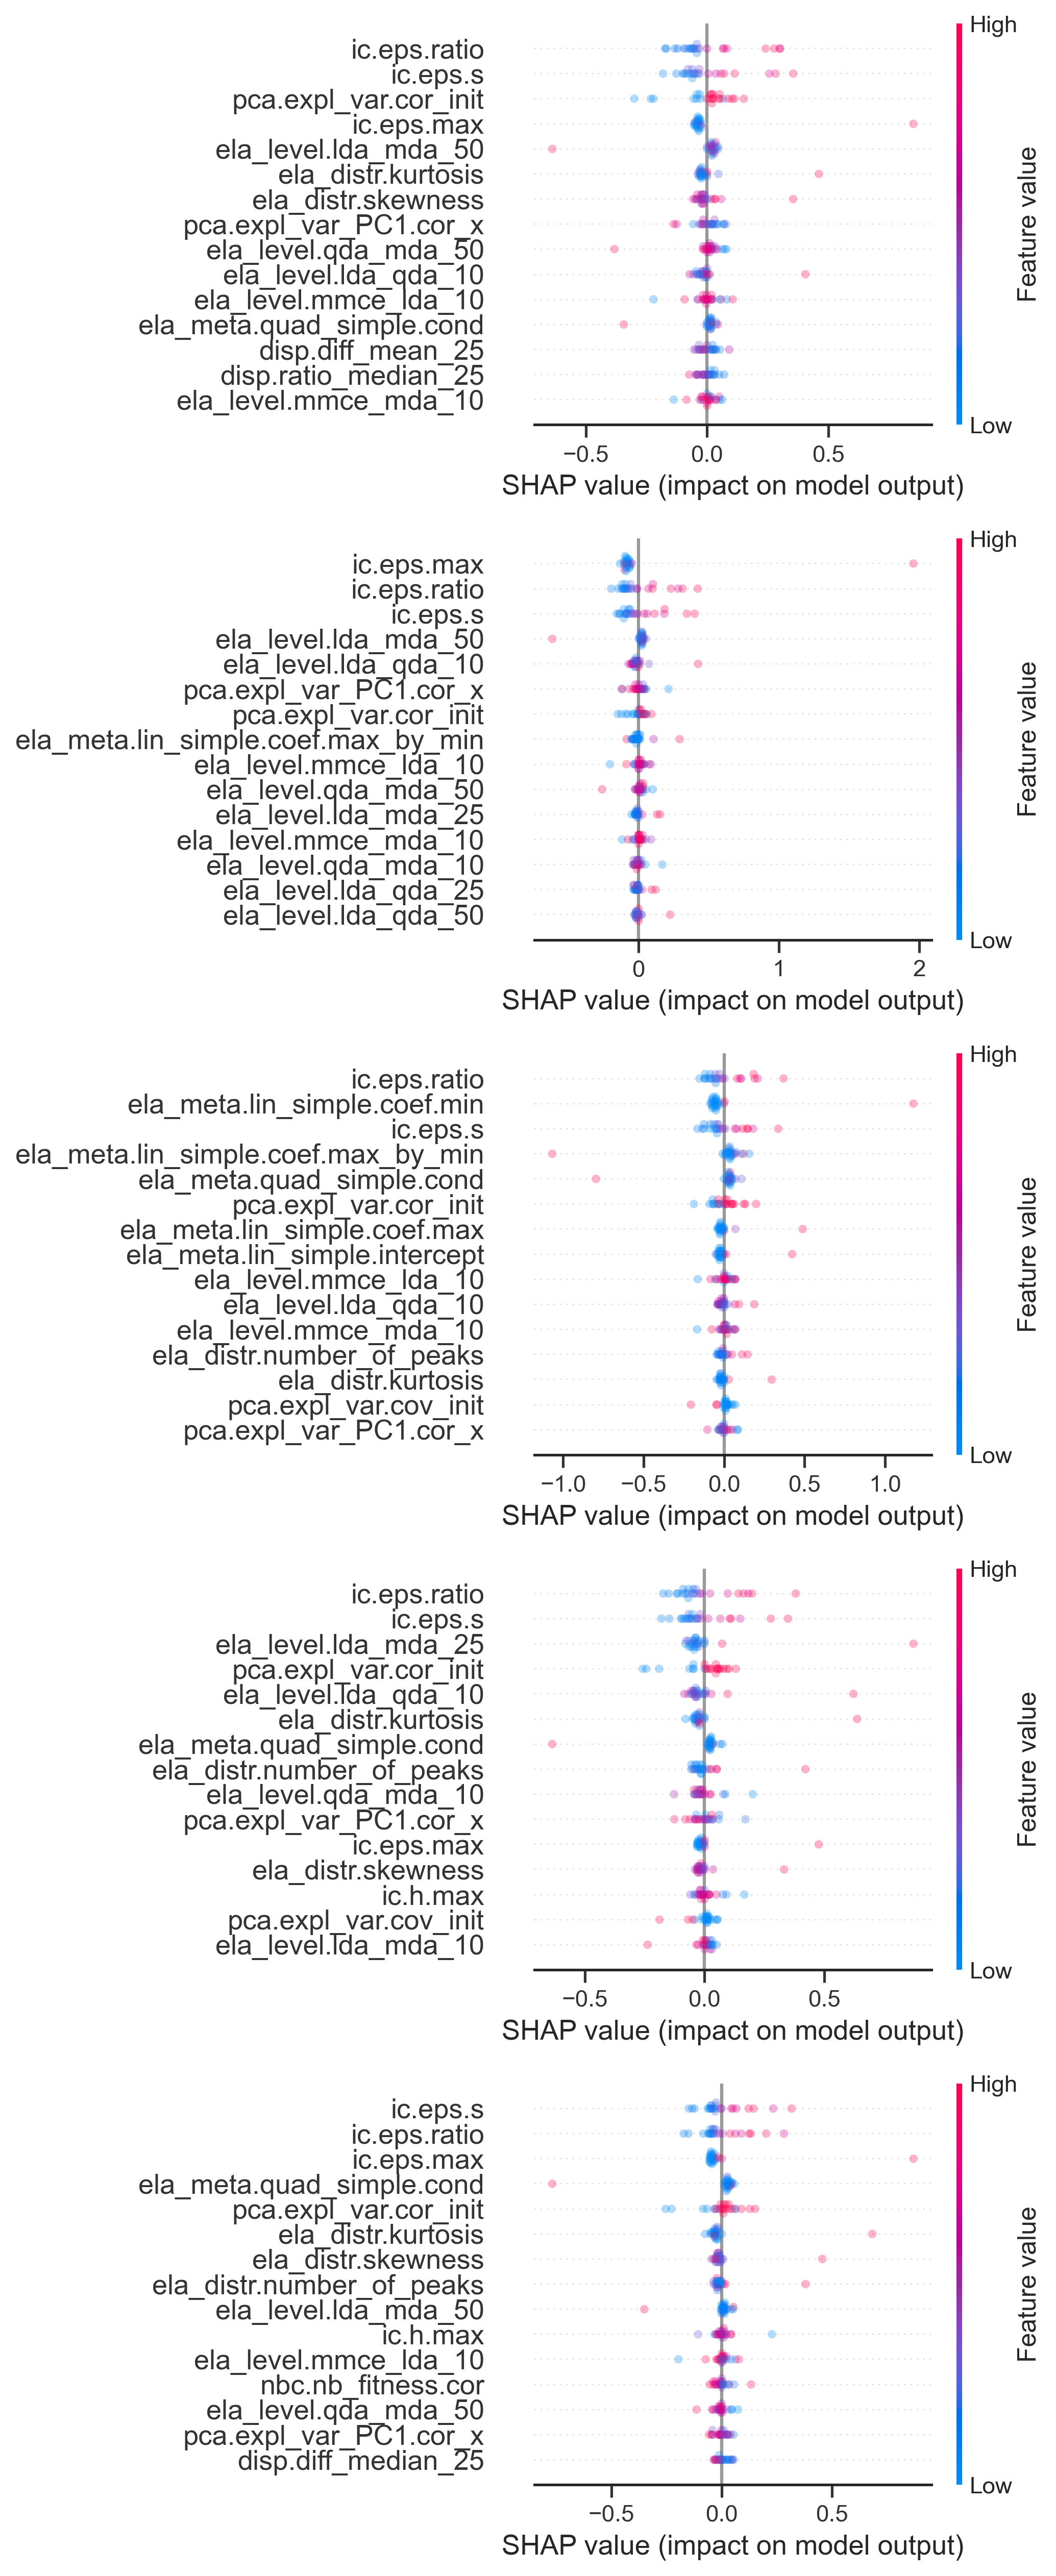 High
ic.eps.ratio
ic.eps.s
pca.expl_var.cor_init
ic.eps.max
ela_level.lda_mda_50
ela_distr.kurtosis
ela_distr.skewness
pca.expl_var_PC1.cor_x
ela_level.qda_mda_50
ela_level.lda_qda_10
ela_level.mmce_lda_10
ela_meta.quad_simple.cond
disp.diff_mean_25
disp.ratio_median_25
ela_level.mmce_mda_10
Feature value
Low
−0.5 0.0 0.5
SHAP value (impact on model output)
High
ic.eps.max
ic.eps.ratio
ic.eps.s
ela_level.lda_mda_50
ela_level.lda_qda_10
pca.expl_var_PC1.cor_x
pca.expl_var.cor_init
ela_meta.lin_simple.coef.max_by_min
ela_level.mmce_lda_10
ela_level.qda_mda_50
ela_level.lda_mda_25
ela_level.mmce_mda_10
ela_level.qda_mda_10
ela_level.lda_qda_25
ela_level.lda_qda_50
Feature value
Low
0 1 2
SHAP value (impact on model output)
High
ic.eps.ratio
ela_meta.lin_simple.coef.min
ic.eps.s
ela_meta.lin_simple.coef.max_by_min
ela_meta.quad_simple.cond
pca.expl_var.cor_init
ela_meta.lin_simple.coef.max
ela_meta.lin_simple.intercept
ela_level.mmce_lda_10
ela_level.lda_qda_10
ela_level.mmce_mda_10
ela_distr.number_of_peaks
ela_distr.kurtosis
pca.expl_var.cov_init
pca.expl_var_PC1.cor_x
Feature value
Low
−1.0 −0.5 0.0 0.5 1.0
SHAP value (impact on model output)
High
ic.eps.ratio
ic.eps.s
ela_level.lda_mda_25
pca.expl_var.cor_init
ela_level.lda_qda_10
ela_distr.kurtosis
ela_meta.quad_simple.cond
ela_distr.number_of_peaks
ela_level.qda_mda_10
pca.expl_var_PC1.cor_x
ic.eps.max
ela_distr.skewness
ic.h.max
pca.expl_var.cov_init
ela_level.lda_mda_10
Feature value
Low
−0.5 0.0 0.5
SHAP value (impact on model output)
High
ic.eps.s
ic.eps.ratio
ic.eps.max
ela_meta.quad_simple.cond
pca.expl_var.cor_init
ela_distr.kurtosis
ela_distr.skewness
ela_distr.number_of_peaks
ela_level.lda_mda_50
ic.h.max
ela_level.mmce_lda_10
nbc.nb_fitness.cor
ela_level.qda_mda_50
pca.expl_var_PC1.cor_x
disp.diff_median_25
Feature value
Low
−0.5 0.0 0.5
SHAP value (impact on model output)